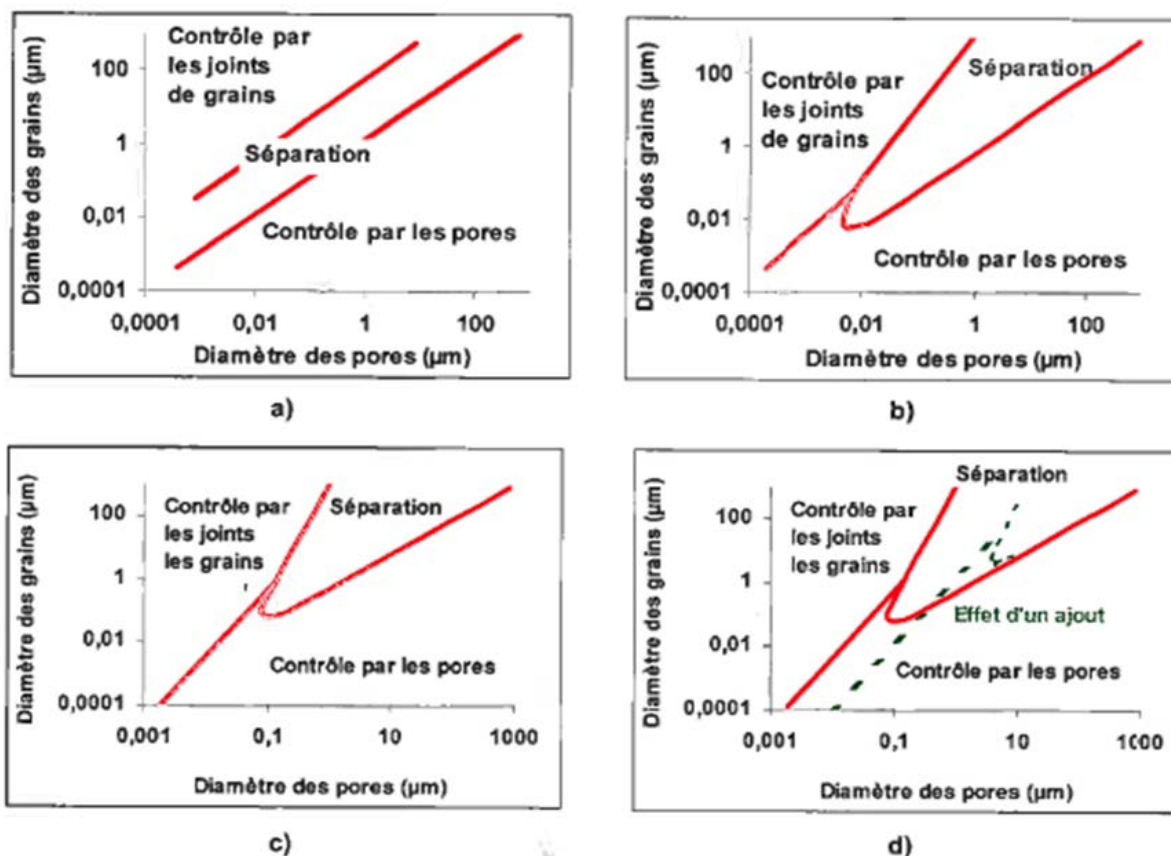 Contrôle par
les joints
de grains
Séparation
Contrôle par les pores
Diamètre des grains (µm)
100
1
0,01
0,0001
0,0001
0,01
1
100
Diamètre des pores (µm)
a)
Contrôle par
les joints
de grains
Séparation
Contrôle par les pores
Diamètre des grains (µm)
100
1
0,01
0,0001
0,0001
0,01
1
100
Diamètre des pores (µm)
b)
Contrôle par
les joints
les grains
Séparation
Contrôle par les pores
Diamètre des grains (µm)
100
1
0,01
0,0001
0,001
0,1
10
1000
Diamètre des pores (µm)
c)
Séparation
Contrôle par
les joints
les grains
Effet d'un ajout
Contrôle par les pores
Diamètre des grains (µm)
100
1
0,01
0,0001
0,001
0,1
10
1000
Diamètre des pores (µm)
d)